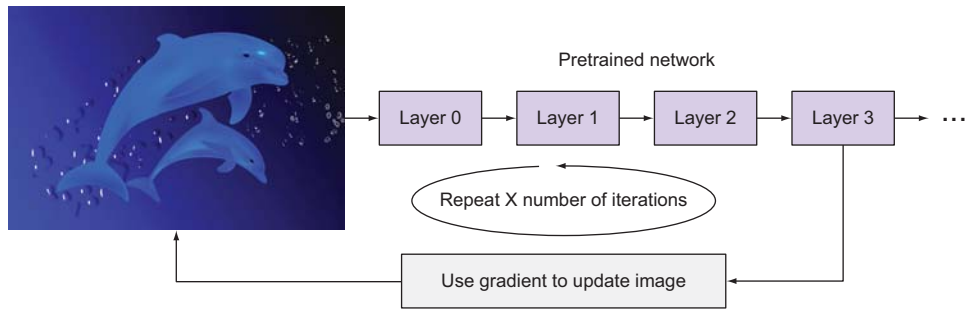 Pretrained network
Layer 0
Layer 1
Layer 2
Layer 3
...
Repeat X number of iterations
Use gradient to update image